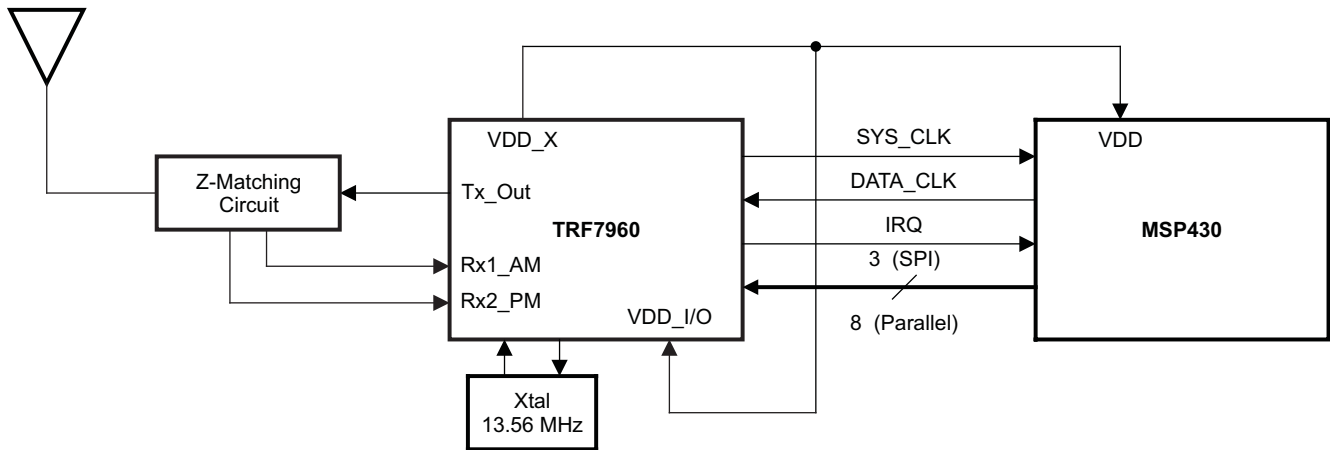 VDD_X
SYS_CLK
VDD
Z-Matching
Circuit
Tx_Out
DATA_CLK
TRF7960
IRQ
MSP430
Rx1_AM
3 (SPI)
Rx2_PM
VDD_I/O
8 (Parallel)
Xtal
13.56 MHz